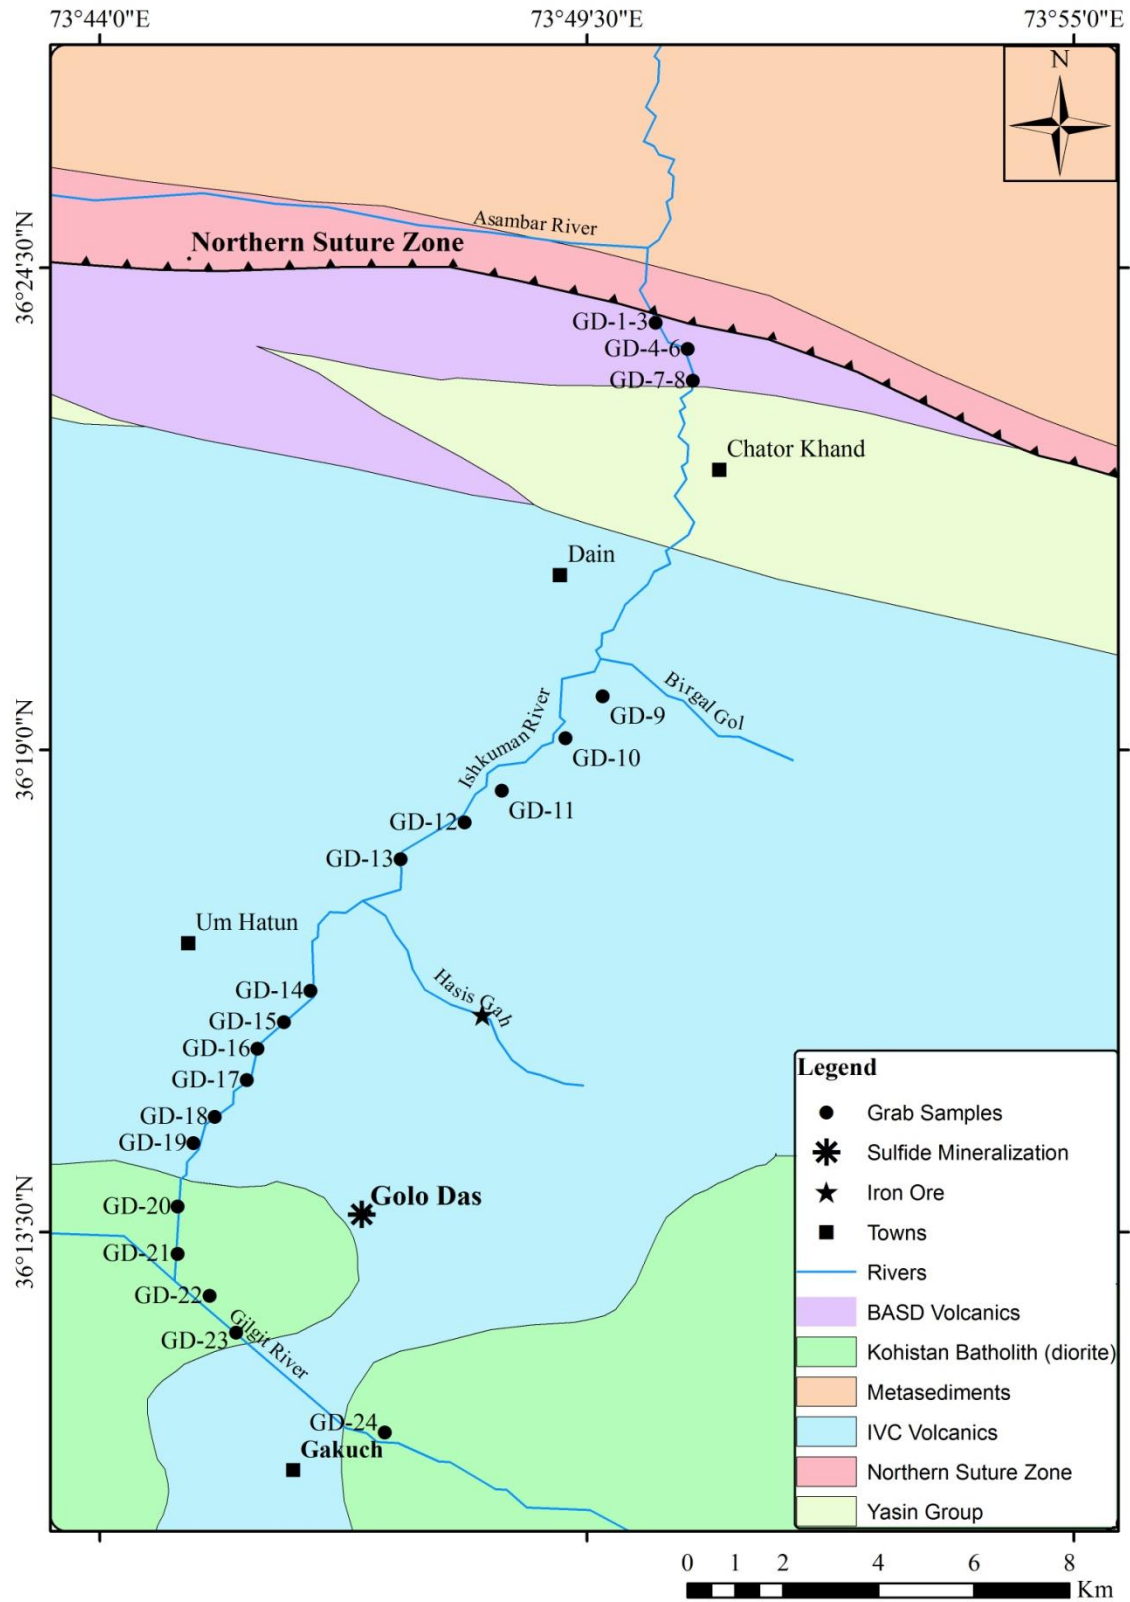 73°44'0"E
73°49'30"E
73°55'0"E
N
Asambar River
Northern Suture Zone
36°24'30"N
GD-1-3
GD-4-6
GD-7-8
Chator Khand
Dain
Birgal Gol
GD-9
Ishkuman River
GD-10
36°19'0"N
GD-11
GD-12
GD-13
Um Hatun
Hasis Gah
GD-14
GD-15
GD-16
GD-17
GD-18
GD-19
Golo Das
GD-20
36°13'30"N
GD-21
GD-22
GD-23
Gilgit River
GD-24
Gakuch
Legend
Grab Samples
Sulfide Mineralization
Iron Ore
Towns
Rivers
BASD Volcanics
Kohistan Batholith (diorite)
Metasediments
IVC Volcanics
Northern Suture Zone
Yasin Group
0 1 2 4 6 8
Km